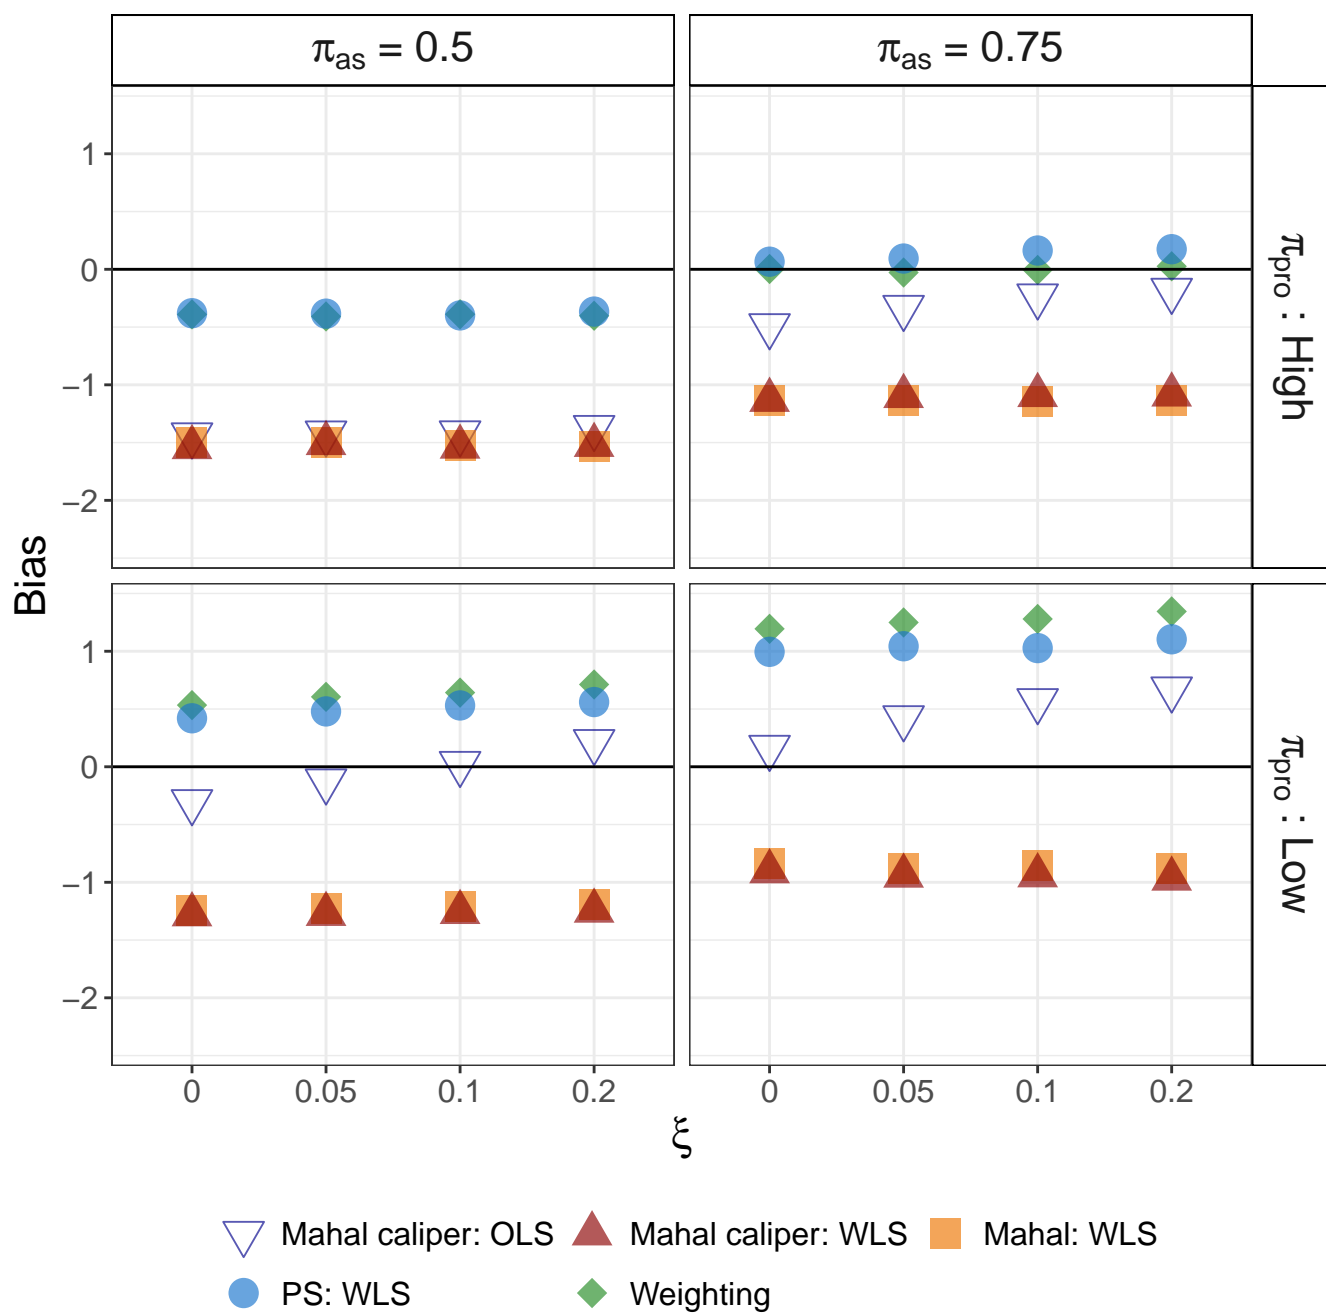 π_as = 0.5
π_as = 0.75
1
0
−1
−2
π_pro : High
Bias
1
0
−1
−2
π_pro : Low
0 0.05 0.1 0.2
0 0.05 0.1 0.2
ξ
Mahal caliper: OLS Mahal caliper: WLS Mahal: WLS
PS: WLS Weighting